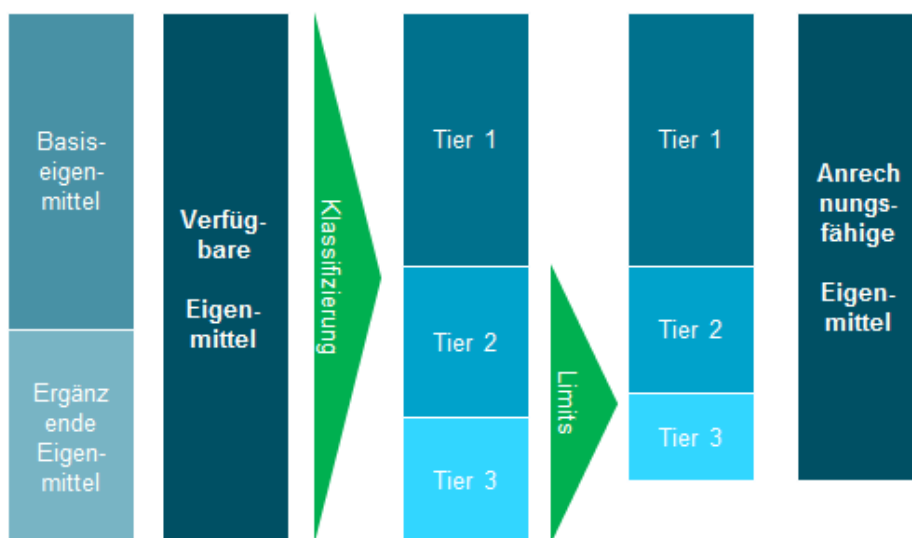 Basis-
eigen-
mittel
Ergänz
ende
Eigen-
mittel
Verfüg-
bare
Eigen-
mittel
Klassifizierung
Tier 1
Tier 2
Tier 3
Limits
Tier 1
Tier 2
Tier 3
Anrech
nungs-
fähige
Eigen-
mittel